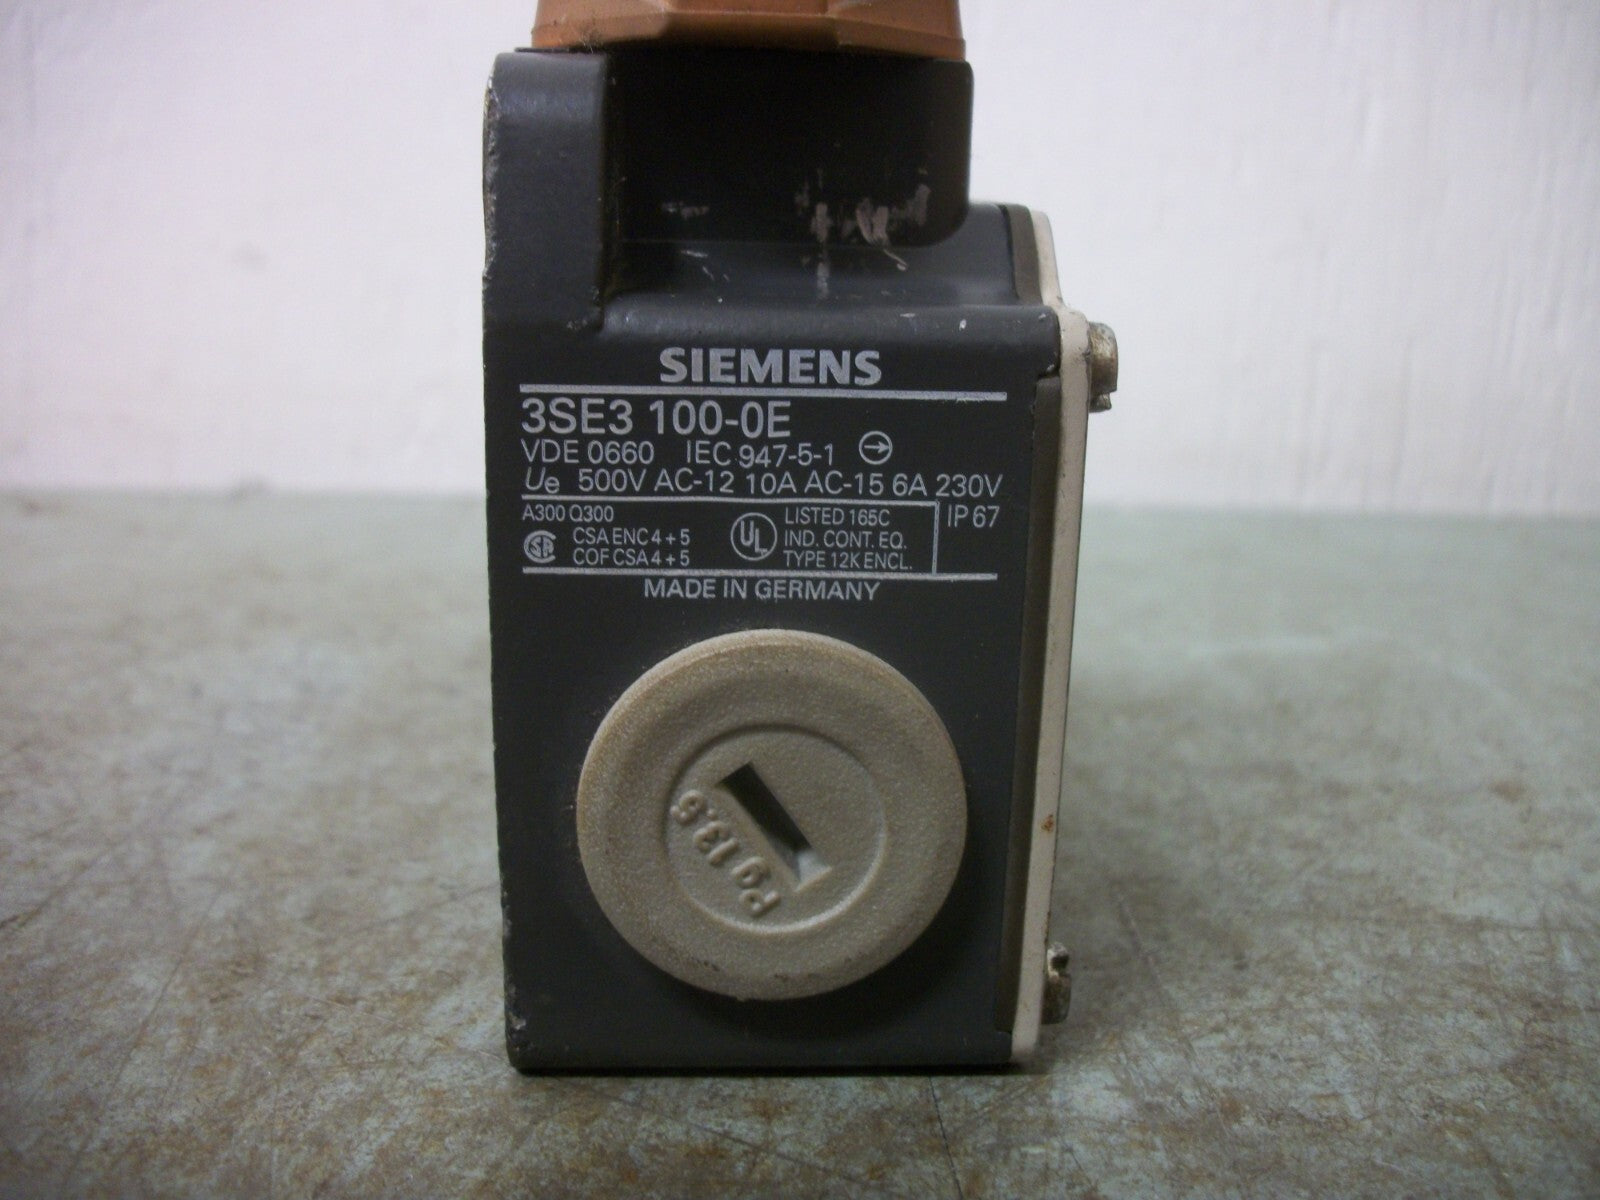 SIEMENS
3SE3 100-0E
VDE 0660 IEC 947-5-1
Ue 500V AC-12 10A AC-15 6A 230V
A300 Q300
CSA ENC 4 + 5
COF CSA 4 + 5
UL
LISTED 165C
IND. CONT. EQ.
TYPE 12K ENCL.
IP 67
MADE IN GERMANY
Pg 13,5